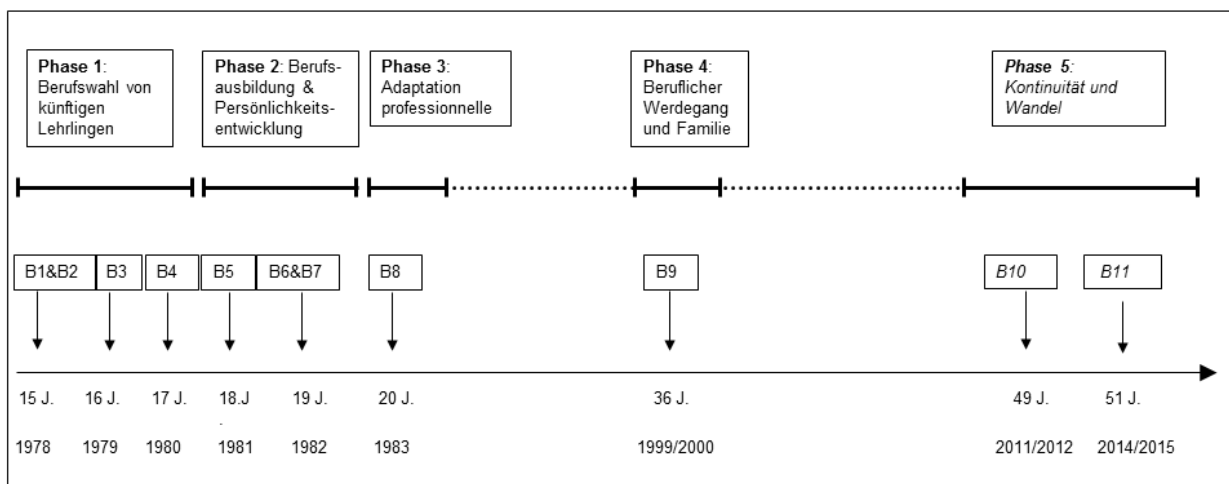 Phase 1:
Berufswahl von
künftigen
Lehrlingen
Phase 2: Berufs-
ausbildung &
Persönlichkeits-
entwicklung
Phase 3:
Adaptation
professionnelle
Phase 4:
Beruflicher
Werdegang
und Familie
Phase 5:
Kontinuität und
Wandel
B1&B2
B3
B4
B5
B6&B7
B8
B9
B10
B11
15 J.
16 J.
17 J.
18.J
.
19 J.
20 J.
36 J.
49 J.
51 J.
1978
1979
1980
1981
1982
1983
1999/2000
2011/2012
2014/2015